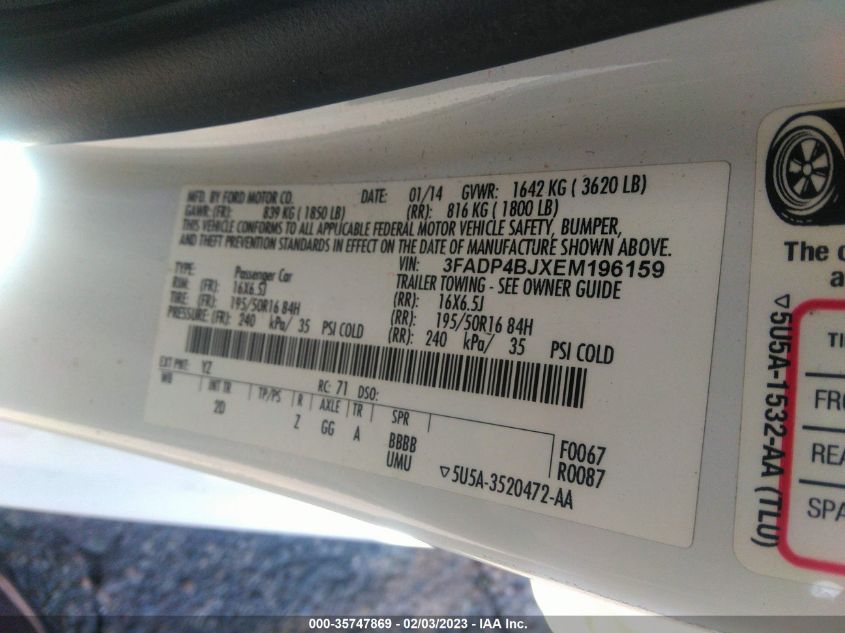 MFD. BY FORD MOTOR CO. DATE: 01/14 GVWR: 1642 KG ( 3620 LB)
GAWR: (FR): 839 KG ( 1850 LB) (RR): 816 KG ( 1800 LB)
THIS VEHICLE CONFORMS TO ALL APPLICABLE FEDERAL MOTOR VEHICLE SAFETY, BUMPER,
AND THEFT PREVENTION STANDARDS IN EFFECT ON THE DATE OF MANUFACTURE SHOWN ABOVE.
VIN: 3FADP4BJXEM196159
TYPE: Passenger Car TRAILER TOWING - SEE OWNER GUIDE
RIM: (FR): 16X6.5J (RR): 16X6.5J
TIRE: (FR): 195/50R16 84H (RR): 195/50R16 84H
PRESSURE: (FR): 240 kPa/ 35 PSI COLD (RR): 240 kPa/ 35 PSI COLD
EXT PNT: YZ RC: 71 DSO:
WB INT TR TP/PS R AXLE TR SPR
20 Z GG A BBBB
UMU
F0067
R0087
▽5U5A-3520472-AA
The
a
▽5U5A-1532-AA (TLU)
TI
FRO
REA
SPA
000-35747869 - 02/03/2023 - IAA Inc.